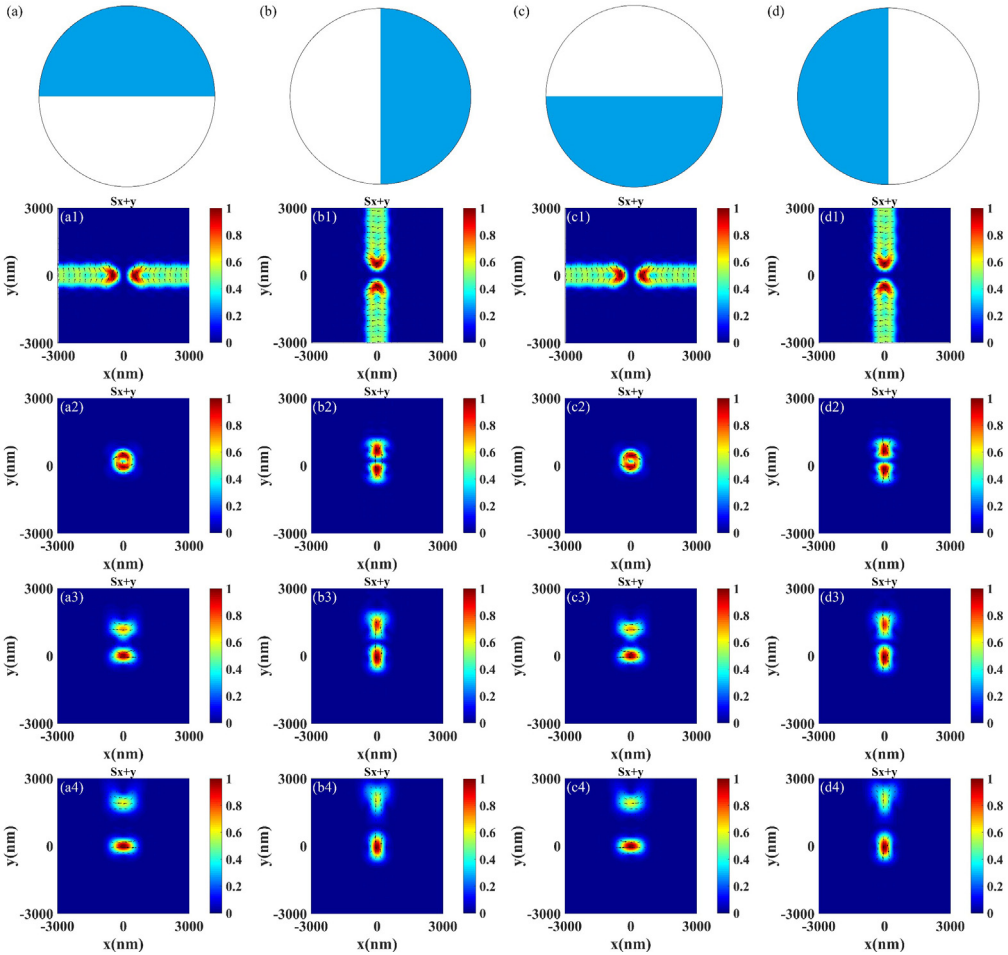 (a) (b) (c) (d)
Sx+y Sx+y Sx+y Sx+y
3000 (a1) 1 3000 (b1) 1 3000 (c1) 1 3000 (d1) 1
0.8 0.8 0.8 0.8
y(nm) 0 0.6 y(nm) 0 0.6 y(nm) 0 0.6 y(nm) 0 0.6
0.4 0.4 0.4 0.4
0.2 0.2 0.2 0.2
-3000 0 -3000 0 -3000 0 -3000 0
-3000 0 3000 -3000 0 3000 -3000 0 3000 -3000 0 3000
x(nm) x(nm) x(nm) x(nm)
Sx+y Sx+y Sx+y Sx+y
3000 (a2) 1 3000 (b2) 1 3000 (c2) 1 3000 (d2) 1
0.8 0.8 0.8 0.8
y(nm) 0 0.6 y(nm) 0 0.6 y(nm) 0 0.6 y(nm) 0 0.6
0.4 0.4 0.4 0.4
0.2 0.2 0.2 0.2
-3000 0 -3000 0 -3000 0 -3000 0
-3000 0 3000 -3000 0 3000 -3000 0 3000 -3000 0 3000
x(nm) x(nm) x(nm) x(nm)
Sx+y Sx+y Sx+y Sx+y
3000 (a3) 1 3000 (b3) 1 3000 (c3) 1 3000 (d3) 1
0.8 0.8 0.8 0.8
y(nm) 0 0.6 y(nm) 0 0.6 y(nm) 0 0.6 y(nm) 0 0.6
0.4 0.4 0.4 0.4
0.2 0.2 0.2 0.2
-3000 0 -3000 0 -3000 0 -3000 0
-3000 0 3000 -3000 0 3000 -3000 0 3000 -3000 0 3000
x(nm) x(nm) x(nm) x(nm)
Sx+y Sx+y Sx+y Sx+y
3000 (a4) 1 3000 (b4) 1 3000 (c4) 1 3000 (d4) 1
0.8 0.8 0.8 0.8
y(nm) 0 0.6 y(nm) 0 0.6 y(nm) 0 0.6 y(nm) 0 0.6
0.4 0.4 0.4 0.4
0.2 0.2 0.2 0.2
-3000 0 -3000 0 -3000 0 -3000 0
-3000 0 3000 -3000 0 3000 -3000 0 3000 -3000 0 3000
x(nm) x(nm) x(nm) x(nm)